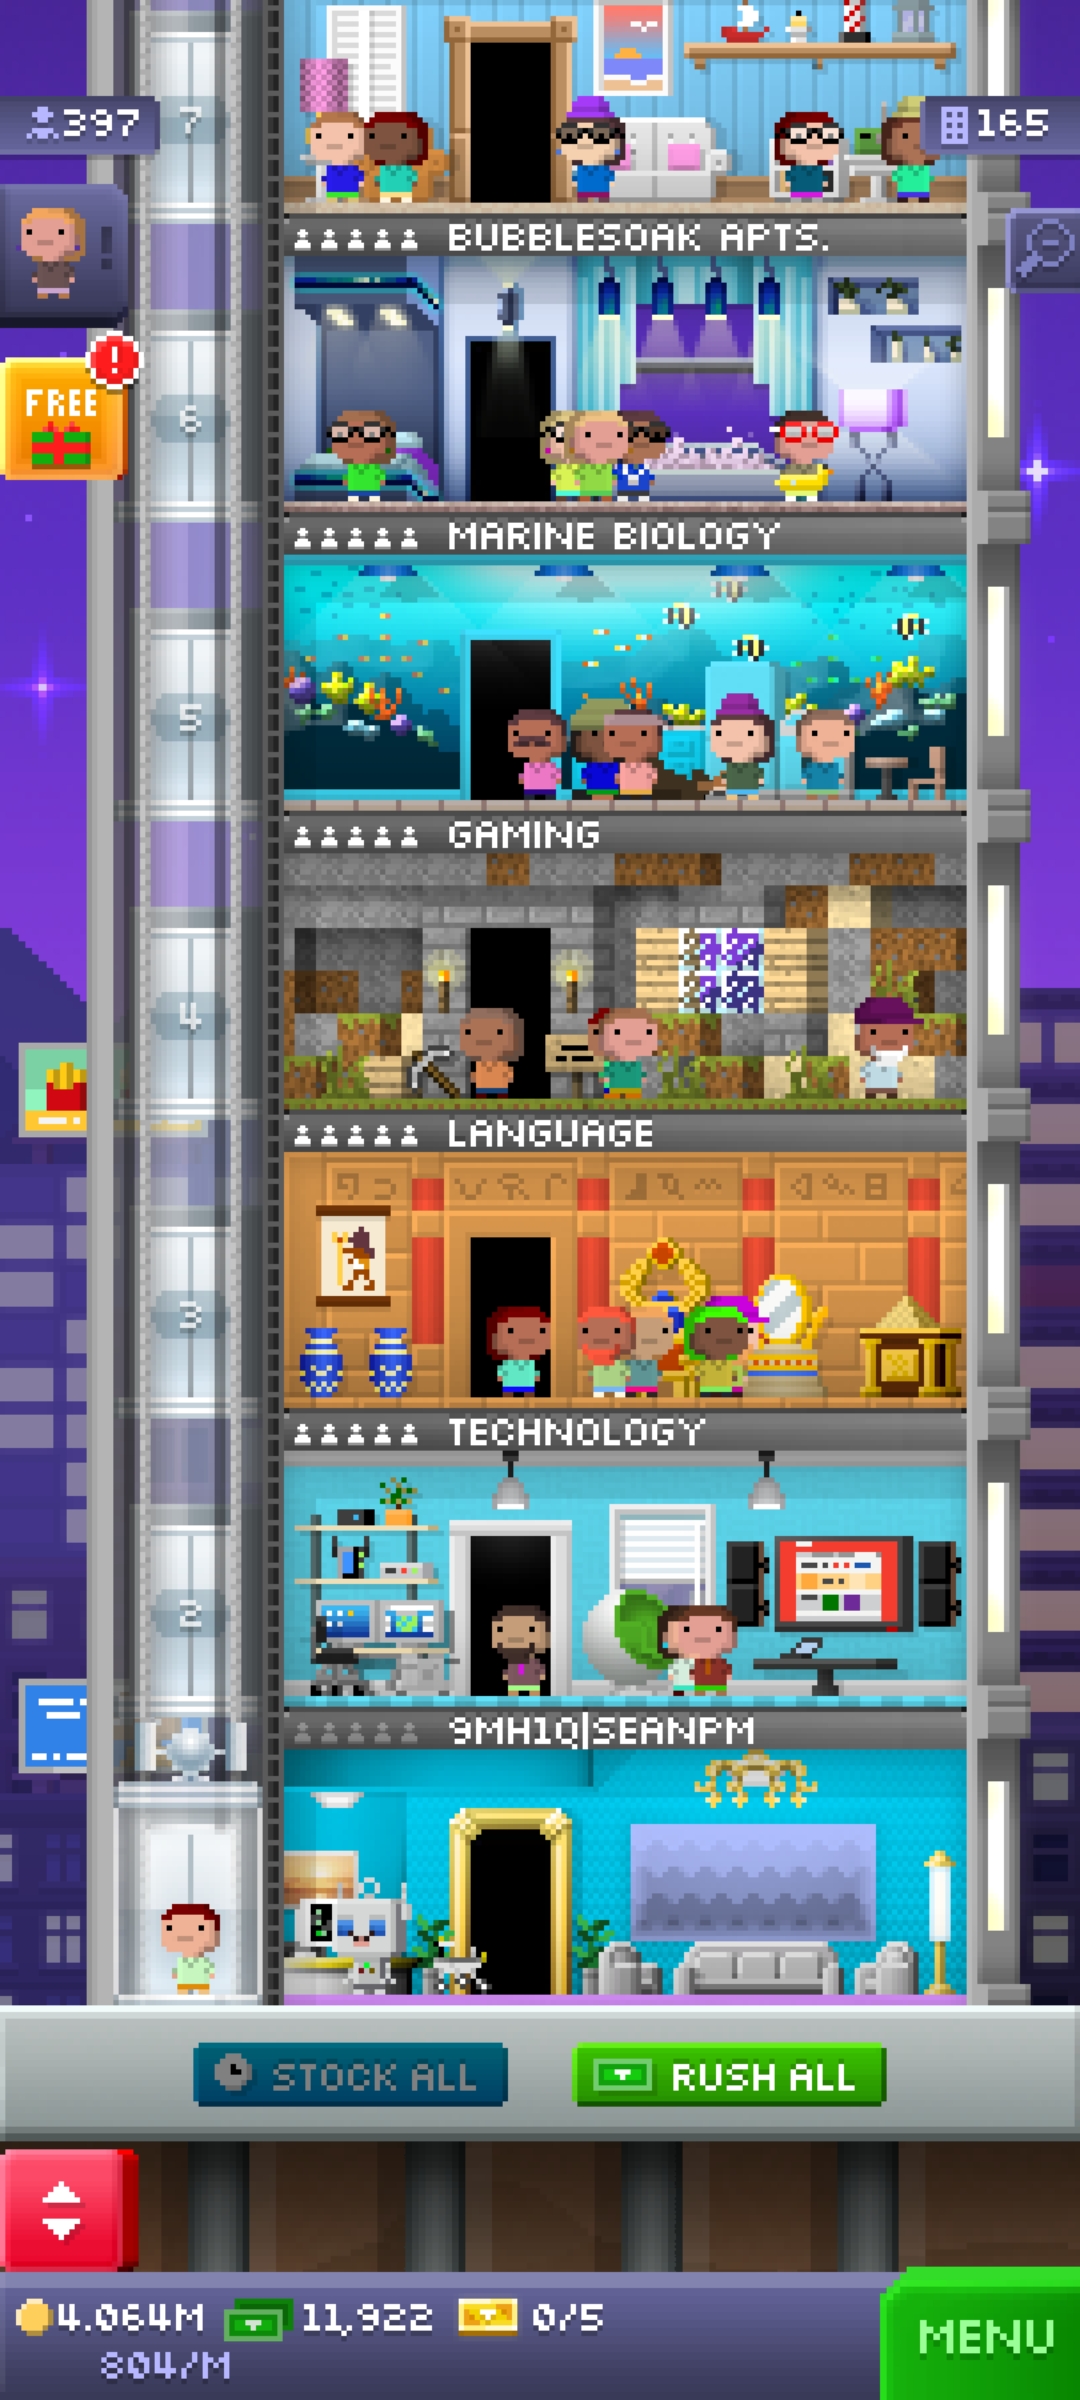 397
7
165
BUBBLESOAK APTS.
FREE
6
MARINE BIOLOGY
5
GAMING
4
LANGUAGE
3
TECHNOLOGY
2
9MH1Q|SEANPM
STOCK ALL
RUSH ALL
4.064M
11,922
0/5
804/M
MENU